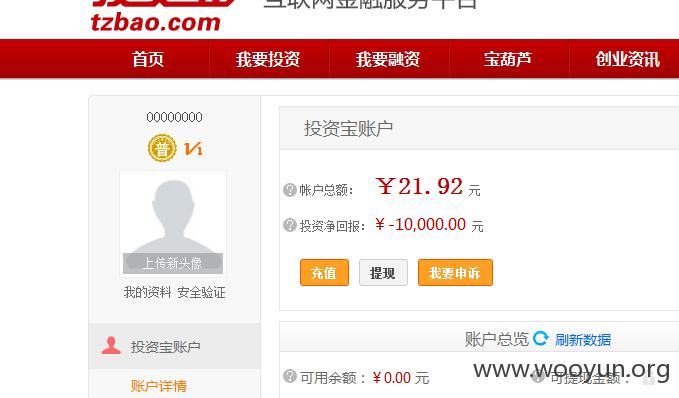 互联网金融服务平台
tzbao.com
首页 我要投资 我要融资 宝葫芦 创业资讯
00000000
普 V1
投资宝账户
上传新头像
? 帐户总额： ￥21.92 元
? 投资净回报： ￥-10,000.00 元
充值 提现 我要申诉
我的资料 安全验证
投资宝账户
账户总览 刷新数据
账户详情
? 可用余额：￥0.00 元
? 可提现金额：
www.wooyun.org